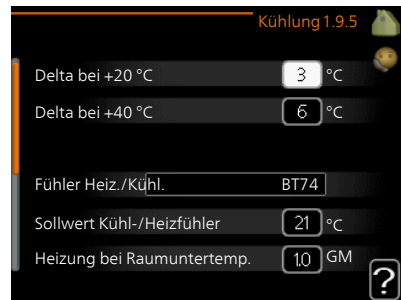 Kühlung 1.9.5
Delta bei +20 °C 3 °C
Delta bei +40 °C 6 °C
Fühler Heiz./Kühl. BT74
Sollwert Kühl-/Heizfühler 21 °C
Heizung bei Raumuntertemp. 1.0 GM
?